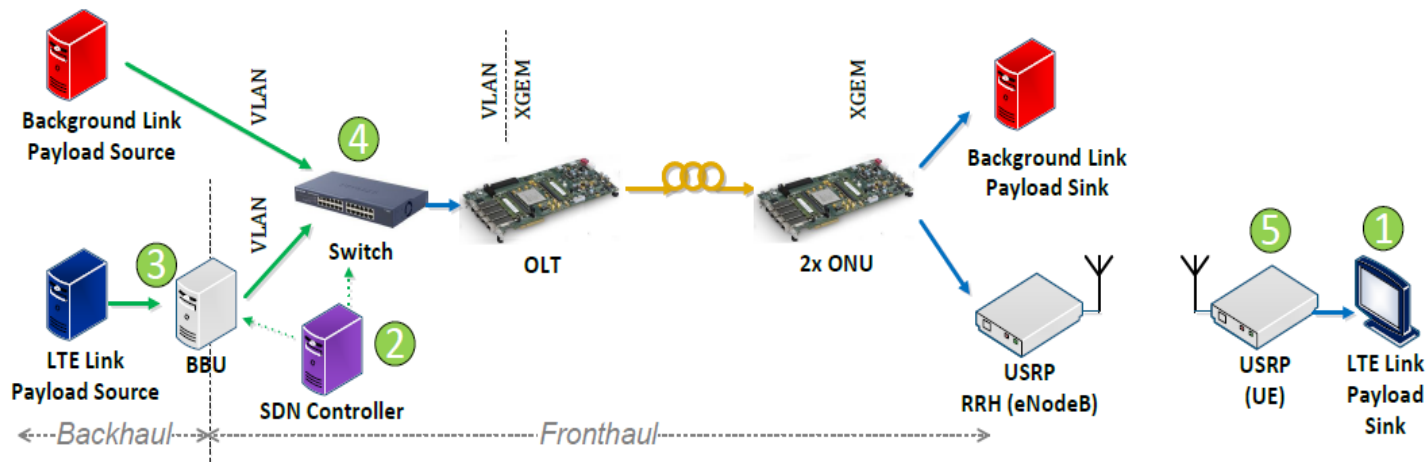 Background Link
Payload Source
VLAN
4
VLAN
XGEM
XGEM
Background Link
Payload Sink
VLAN
Switch
OLT
2x ONU
3
LTE Link
Payload Source
BBU
2
SDN Controller
USRP
RRH (eNodeB)
5
USRP
(UE)
1
LTE Link
Payload
Sink
Backhaul
Fronthaul